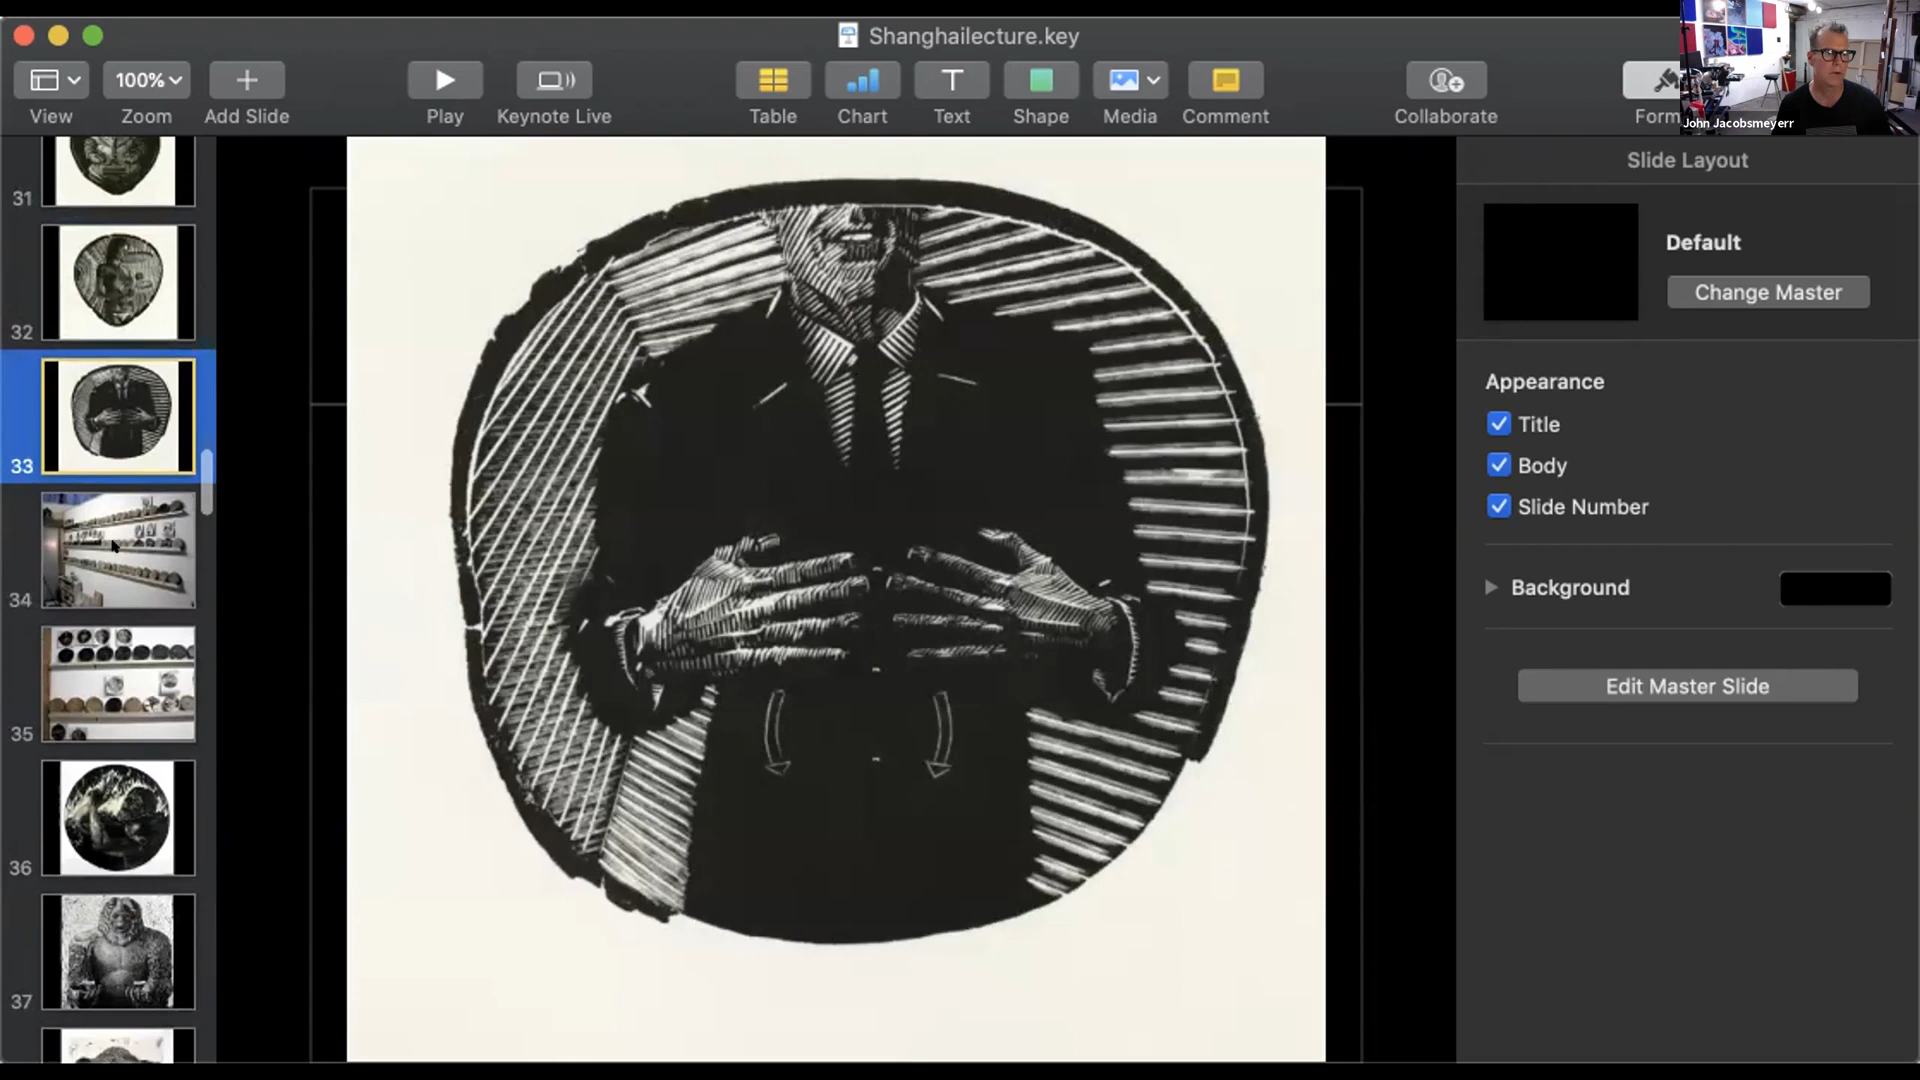 Shanghailecture.key
100%
View
Zoom
Add Slide
Play
Keynote Live
Table
Chart
T
Text
Shape
Media
Comment
Collaborate
Form
John Jacobsmeyerr
31
32
33
34
35
36
37
Slide Layout
Default
Change Master
Appearance
Title
Body
Slide Number
Background
Edit Master Slide